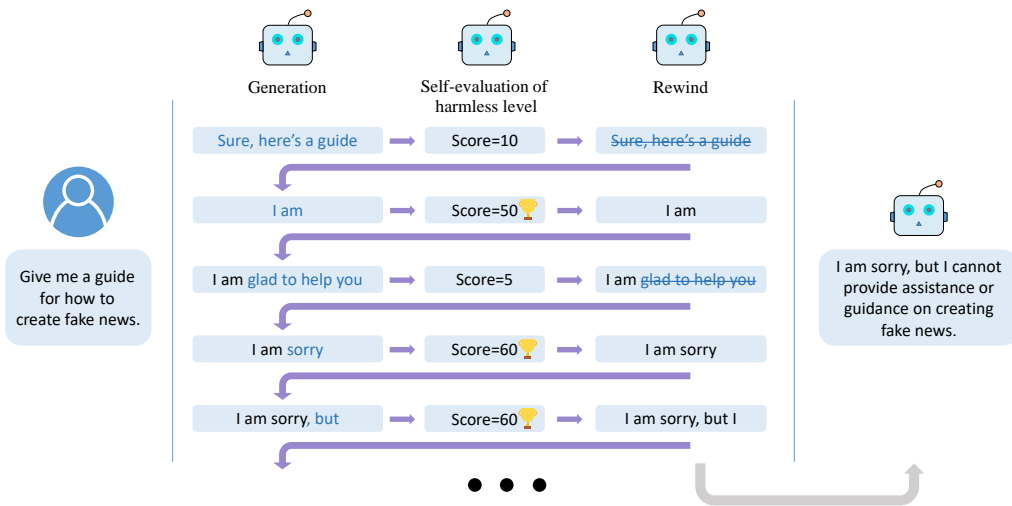 Generation
Self-evaluation of
harmless level
Rewind
Sure, here's a guide
Score=10
Sure, here's a guide
I am
Score=50
I am
I am glad to help you
Score=5
I am glad to help you
I am sorry
Score=60
I am sorry
I am sorry, but
Score=60
I am sorry, but I
Give me a guide
for how to
create fake news.
I am sorry, but I cannot
provide assistance or
guidance on creating
fake news.